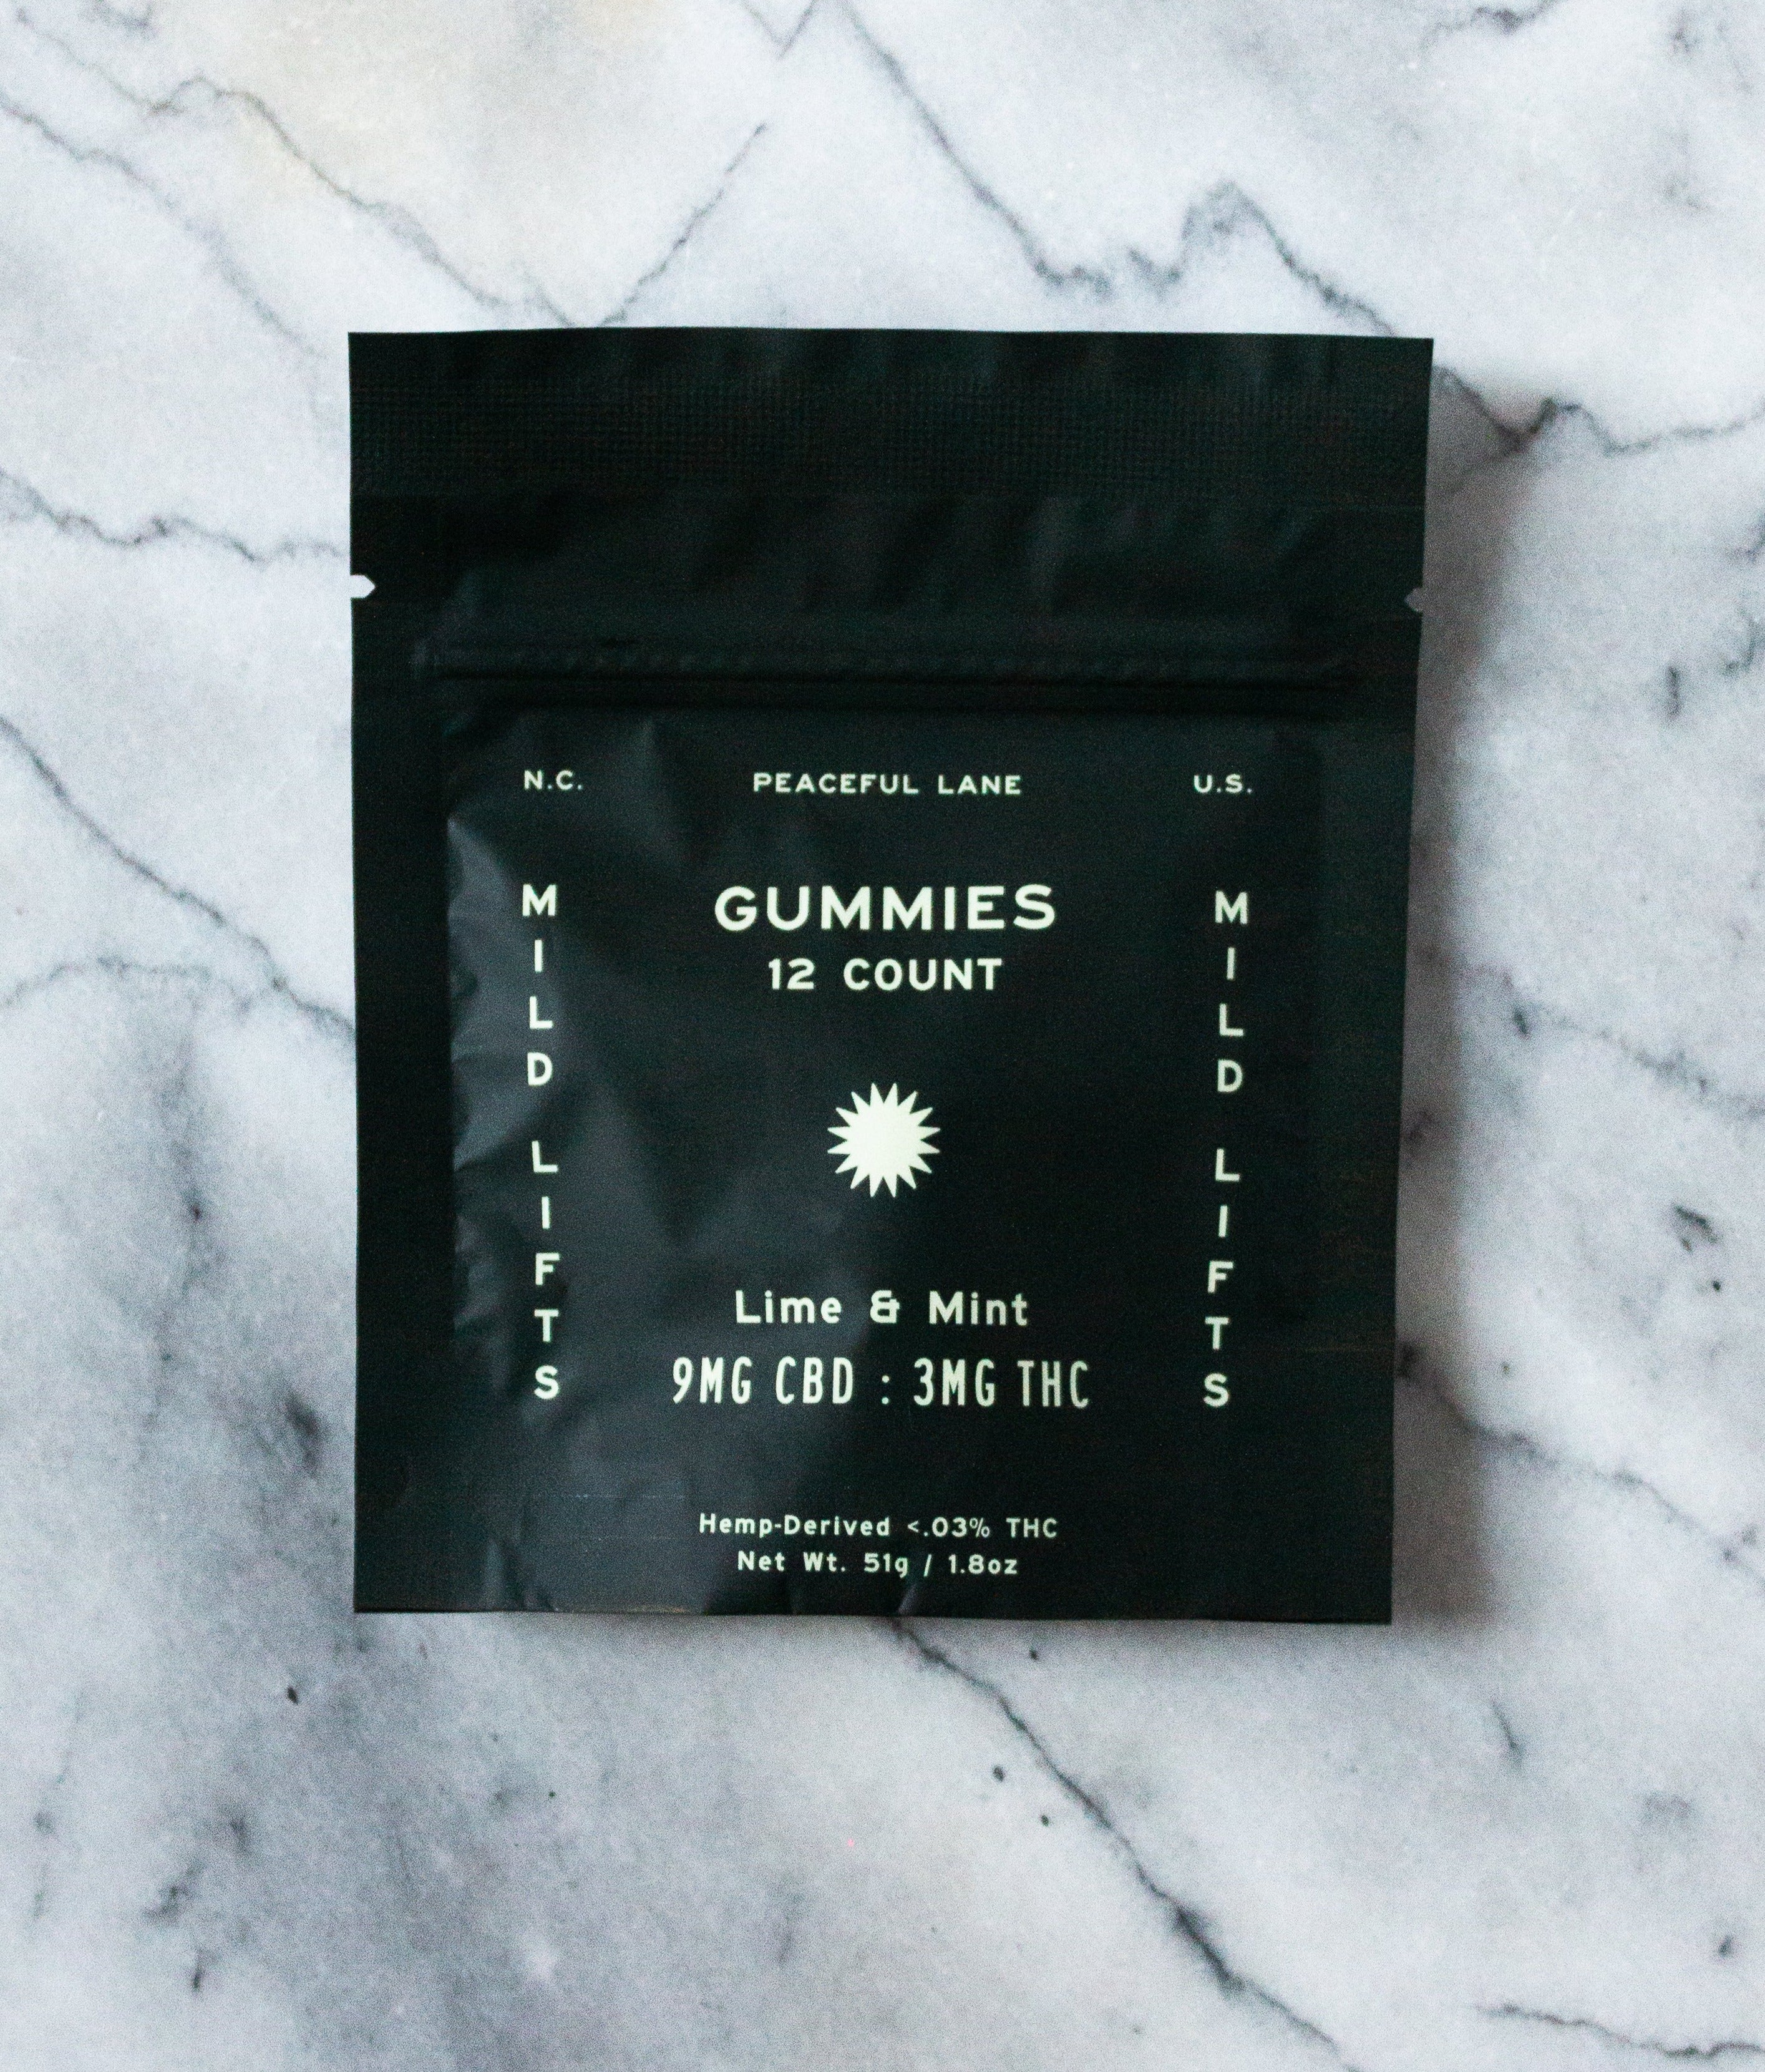 N.C. PEACEFUL LANE U.S.
MILD LIFTS
GUMMIES
12 COUNT
MILD LIFTS
Lime & Mint
9MG CBD : 3MG THC
Hemp-Derived <.03% THC
Net Wt. 51g / 1.8oz